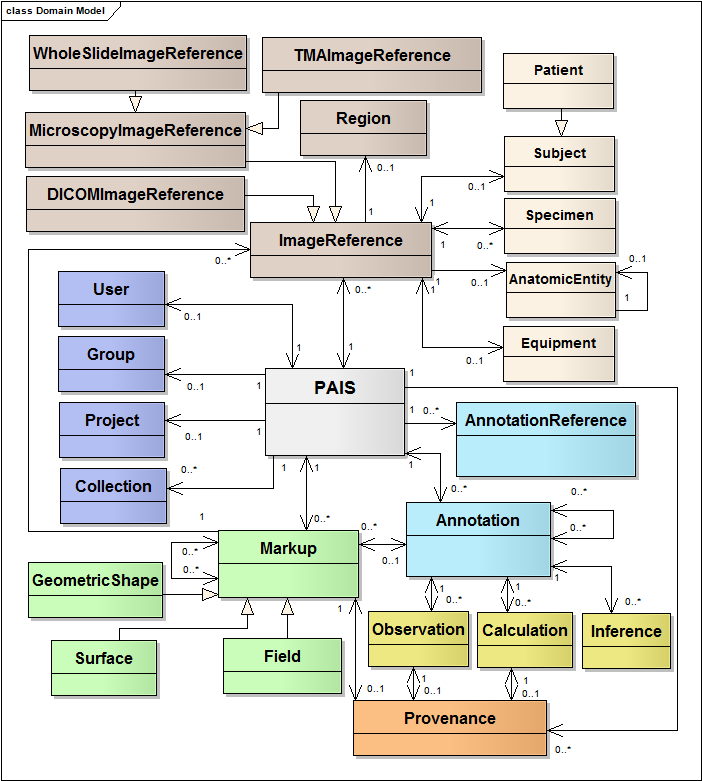 class Domain Model
WholeSlideImageReference
TMAImageReference
Patient
MicroscopyImageReference
Region
Subject
0..1
DICOMImageReference
0..1
1
1
Specimen
ImageReference
1
0..*
0..*
0..*
1
0..1
AnatomicEntity
0..1
1
1
User
0..1
1
1
Equipment
0..1
Group
0..1
1
1
PAIS
1
0..*
AnnotationReference
Project
0..1
1
Collection
0..*
1
1
1
0..*
1
0..*
Annotation
0..*
0..*
Markup
0..*
0..1
0..*
0..*
GeometricShape
1
1
0..*
1
0..*
1
0..*
Observation
Calculation
Inference
Surface
Field
0..1
1
0..1
1
0..1
Provenance
0..*